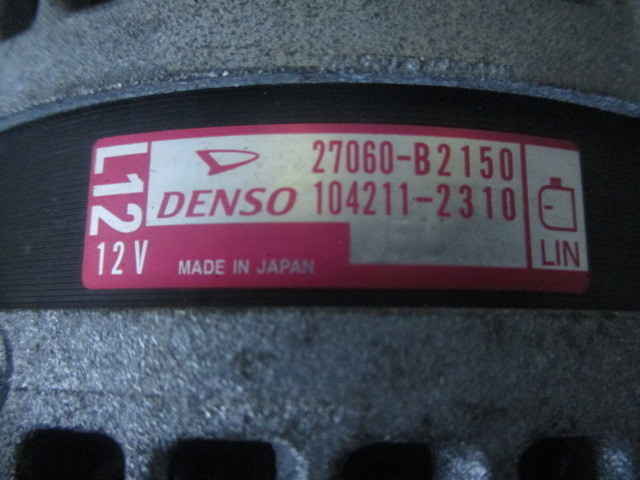 L12
12V
27060-B2150
DENSO 104211-2310
MADE IN JAPAN
LIN